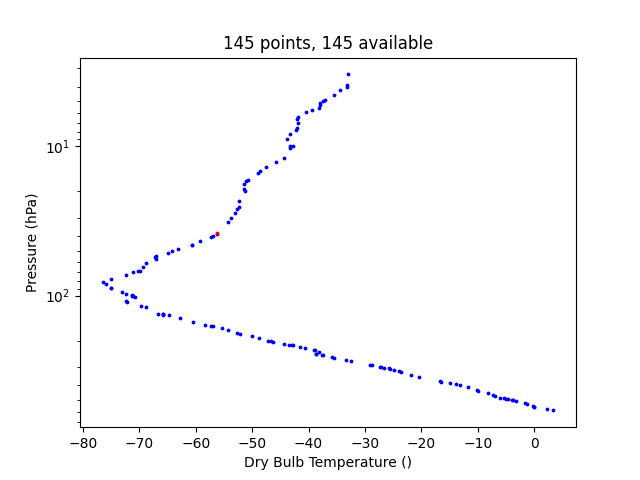 145 points, 145 available
10¹
10²
Pressure (hPa)
−80 −70 −60 −50 −40 −30 −20 −10 0
Dry Bulb Temperature ()